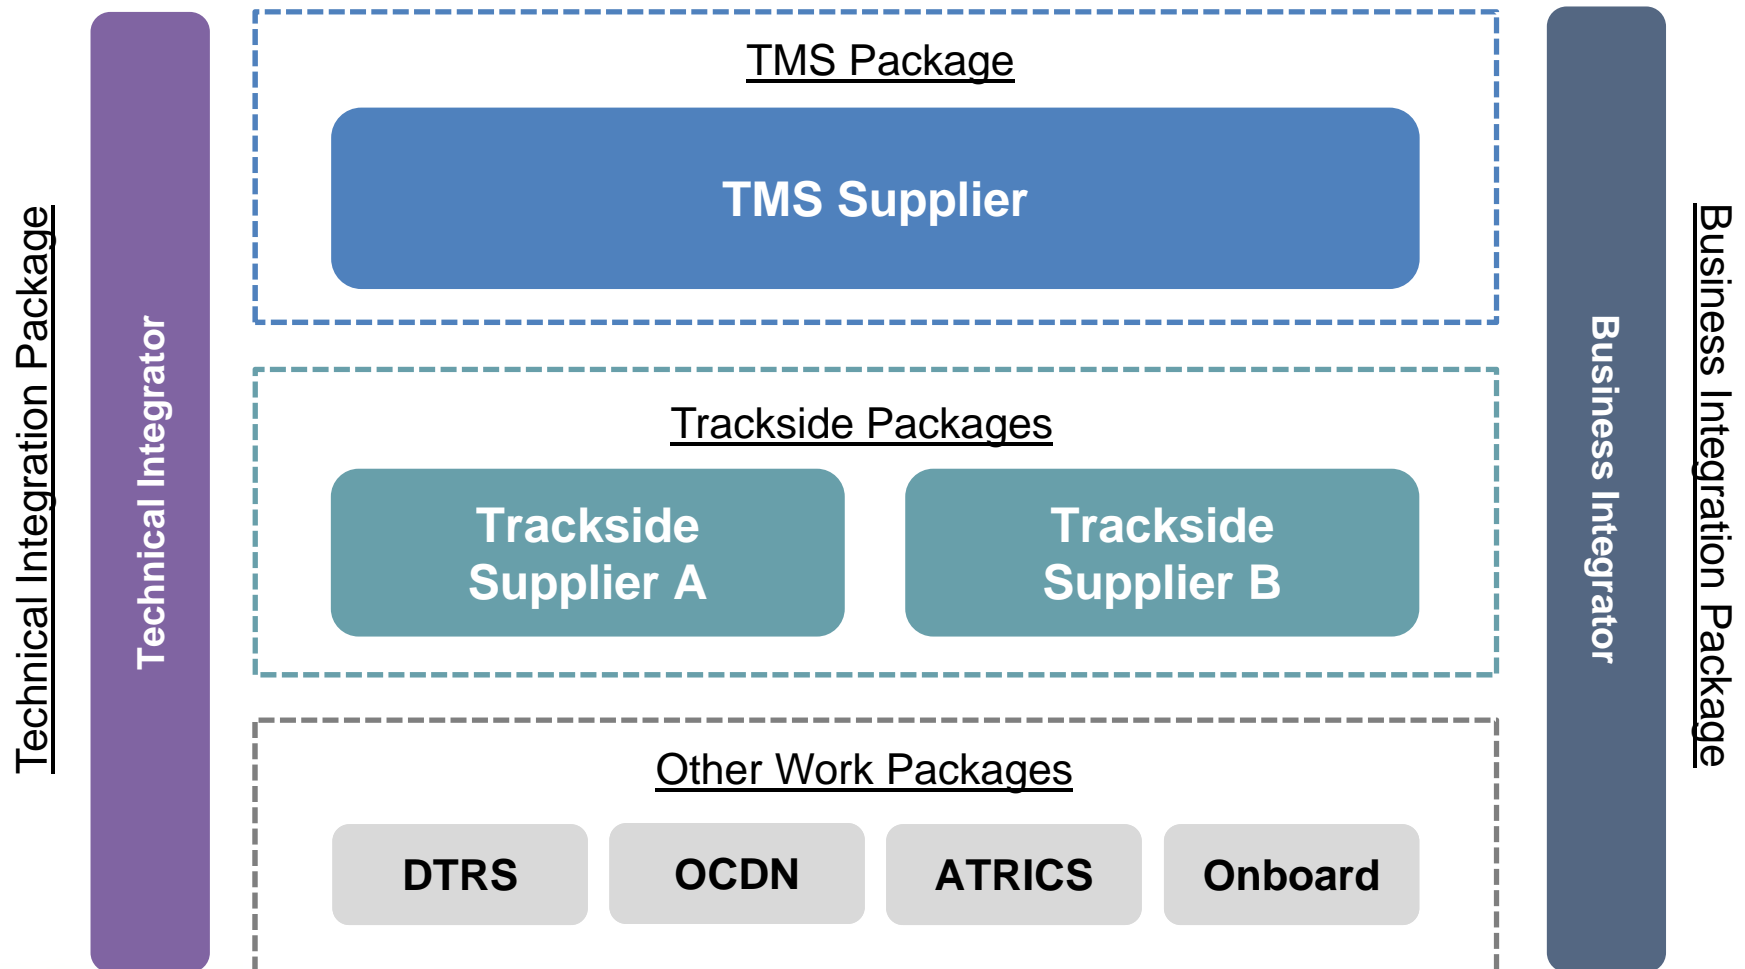 Technical Integration Package
Technical Integrator
TMS Package
TMS Supplier
Trackside Packages
Trackside
Supplier A
Trackside
Supplier B
Other Work Packages
DTRS
OCDN
ATRICS
Onboard
Business Integrator
Business Integration Package